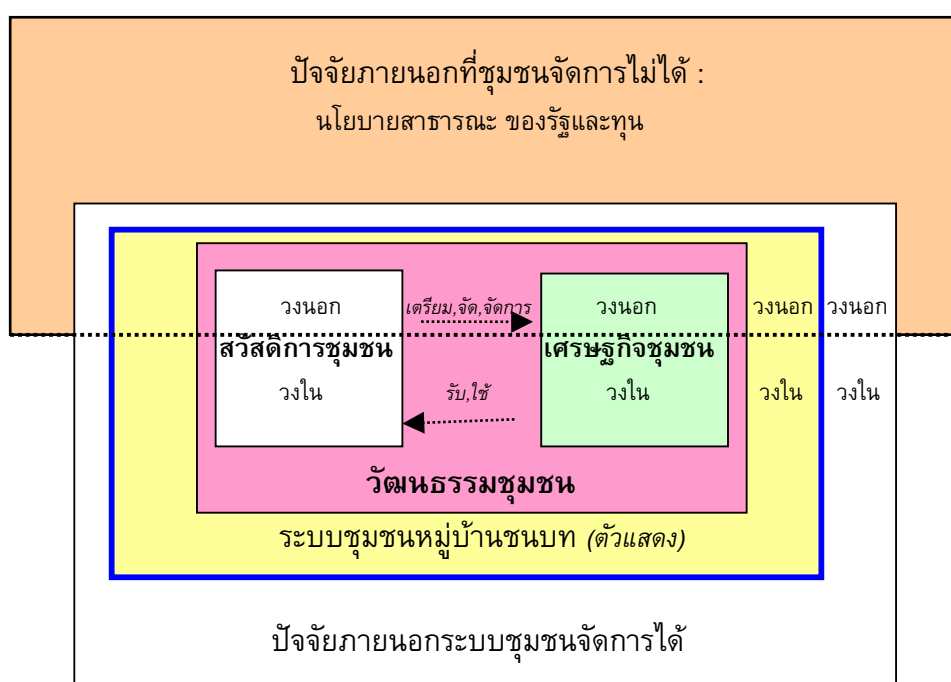 ปัจจัยภายนอกที่ชุมชนจัดการไม่ได้ :
นโยบายสาธารณะ ของรัฐและทุน
วงนอก เตรียม,จัด,จัดการ วงนอก วงนอก วงนอก
สวัสดิการชุมชน เศรษฐกิจชุมชน
วงใน รับ,ใช้ วงใน วงใน วงใน
วัฒนธรรมชุมชน
ระบบชุมชนหมู่บ้านชนบท (ตัวแสดง)
ปัจจัยภายนอกระบบชุมชนจัดการได้